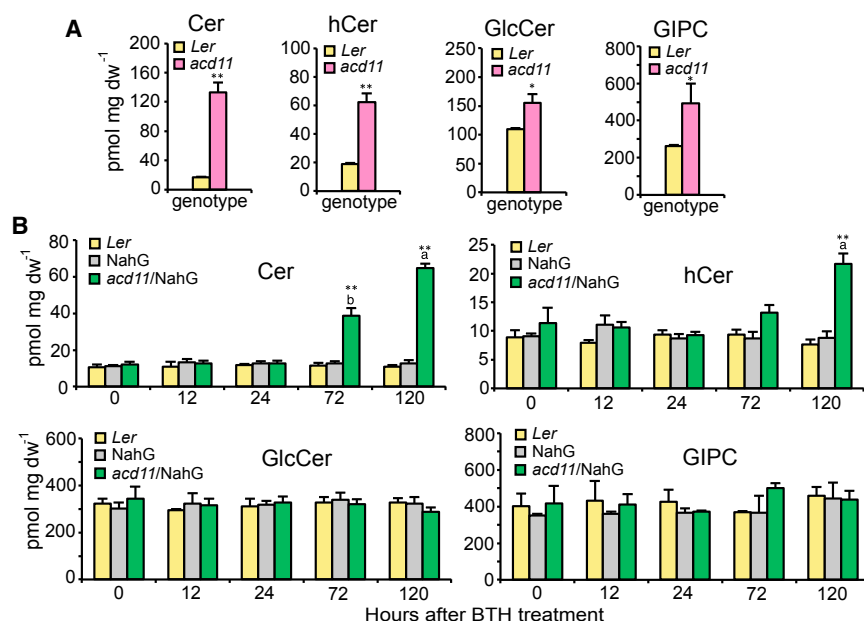 A
Cer
hCer
GlcCer
GIPC
pmol mg dw⁻¹
200
160
120
80
40
0
Ler
acd11
**
genotype
100
80
60
40
20
0
Ler
acd11
**
genotype
250
200
150
100
50
0
Ler
acd11
*
genotype
800
600
400
200
0
Ler
acd11
*
genotype
B
pmol mg dw⁻¹
80
60
40
20
0
Ler
NahG
acd11/NahG
Cer
**
b
**
a
0 12 24 72 120
25
20
15
10
5
0
Ler
NahG
acd11/NahG
hCer
**
a
0 12 24 72 120
pmol mg dw⁻¹
600
450
300
150
0
Ler
NahG
acd11/NahG
GlcCer
0 12 24 72 120
800
600
400
200
0
Ler
NahG
acd11/NahG
GIPC
0 12 24 72 120
Hours after BTH treatment